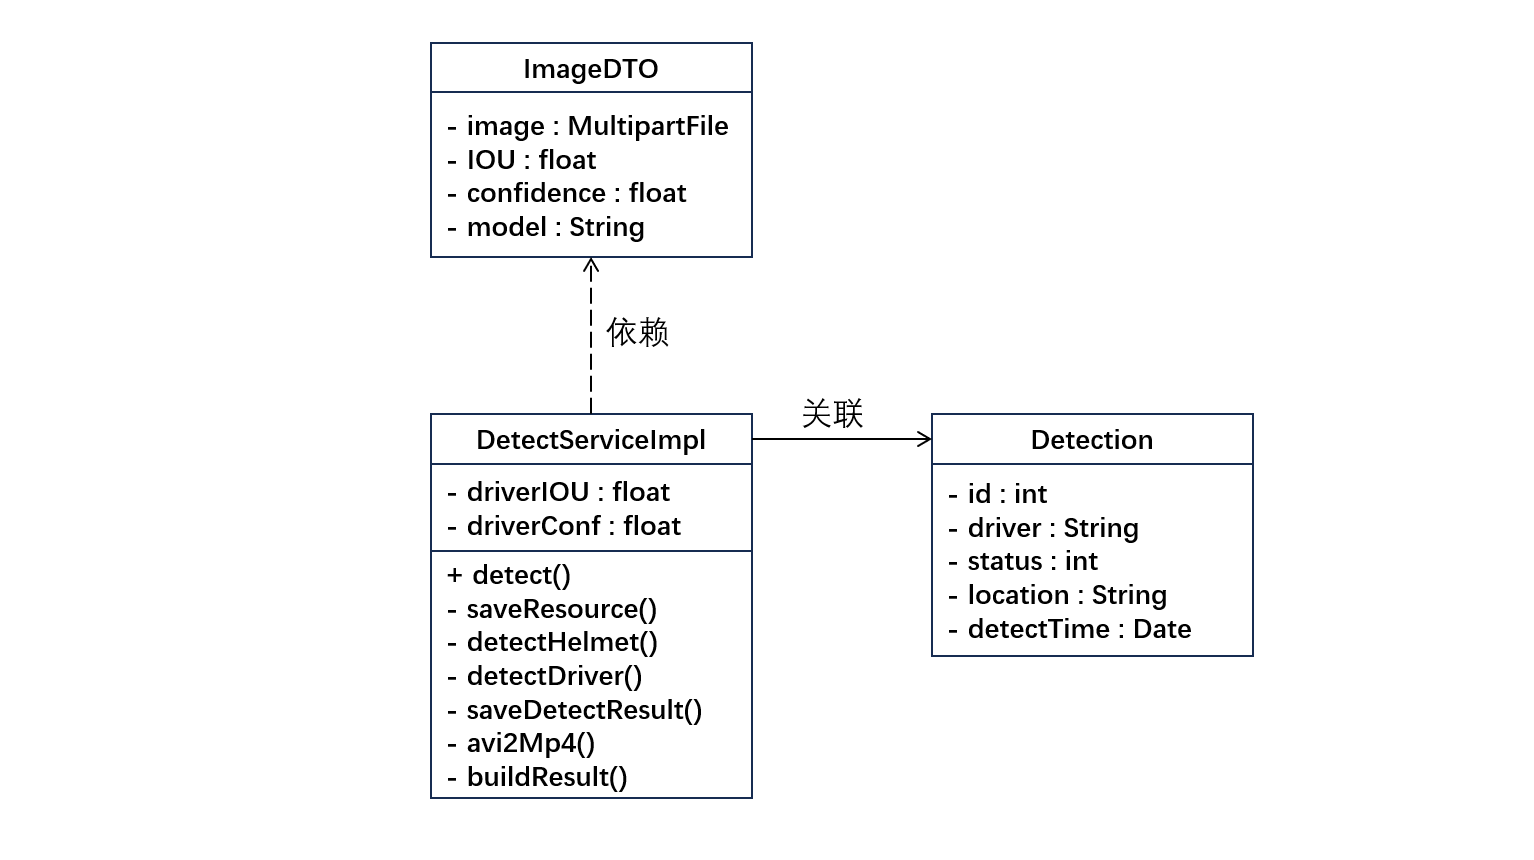 ImageDTO
- image : MultipartFile
- IOU : float
- confidence : float
- model : String
依赖
关联
DetectServiceImpl
- driverIOU : float
- driverConf : float
+ detect()
- saveResource()
- detectHelmet()
- detectDriver()
- saveDetectResult()
- avi2Mp4()
- buildResult()
Detection
- id : int
- driver : String
- status : int
- location : String
- detectTime : Date